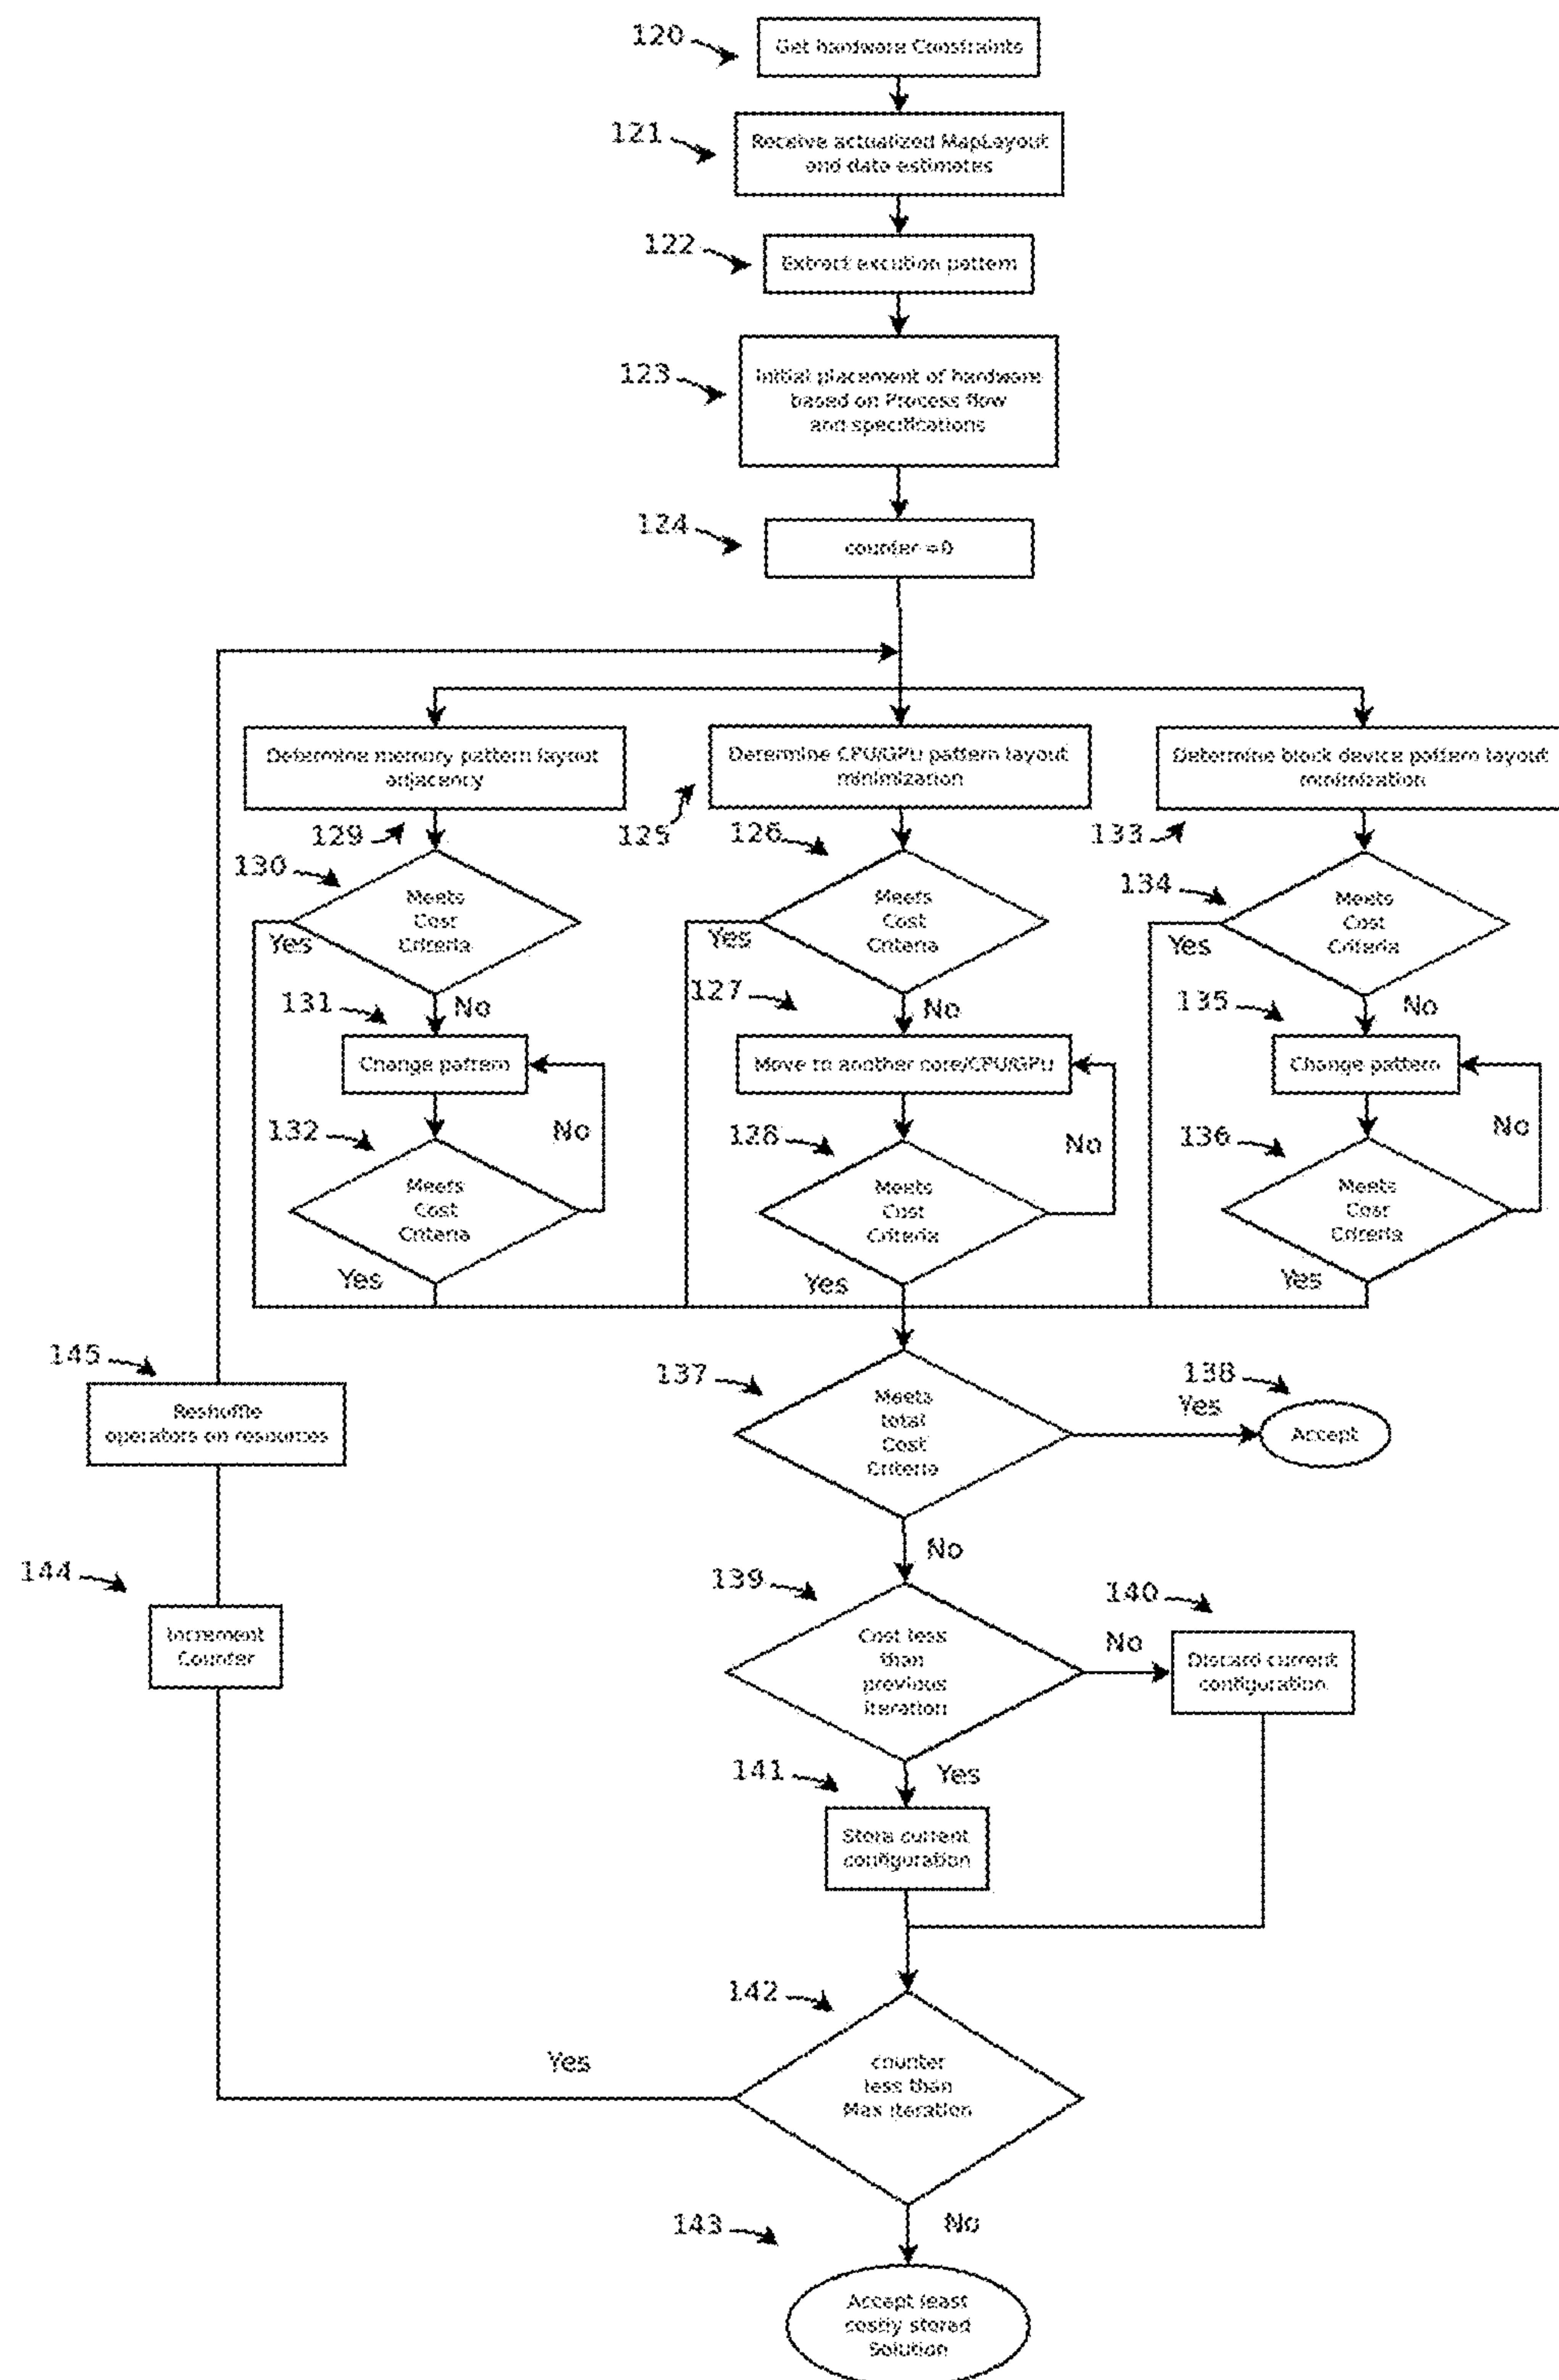 120
Get hardware Constraints
121
Receive actualized MapLayout
and data estimates
122
Extract excution pattern
123
Initial placement of hardware
based on Process flow
and specifications
124
counter =0
Determine memory pattern layout
adjacency
Determine CPU/GPU pattern layout
minimization
Determine block device pattern layout
minimization
129
125
126
133
130
134
Meets
Cost
Criteria
Meets
Cost
Criteria
Meets
Cost
Criteria
Yes
Yes
Yes
131
No
127
No
135
No
Change pattern
Move to another core/CPU/GPU
Change pattern
132
No
128
No
136
No
Meets
Cost
Criteria
Meets
Cost
Criteria
Meets
Cost
Criteria
Yes
Yes
Yes
145
Reshuffle
operators on resources
137
Meets
total
Cost
Criteria
138
Yes
Accept
No
144
Increment
Counter
139
Cost less
than
previous
iteration
140
No
Discard current
configuration
141
Yes
Store current
configuration
142
Yes
counter
less than
Max iteration
143
No
Accept least
costly stored
Solution